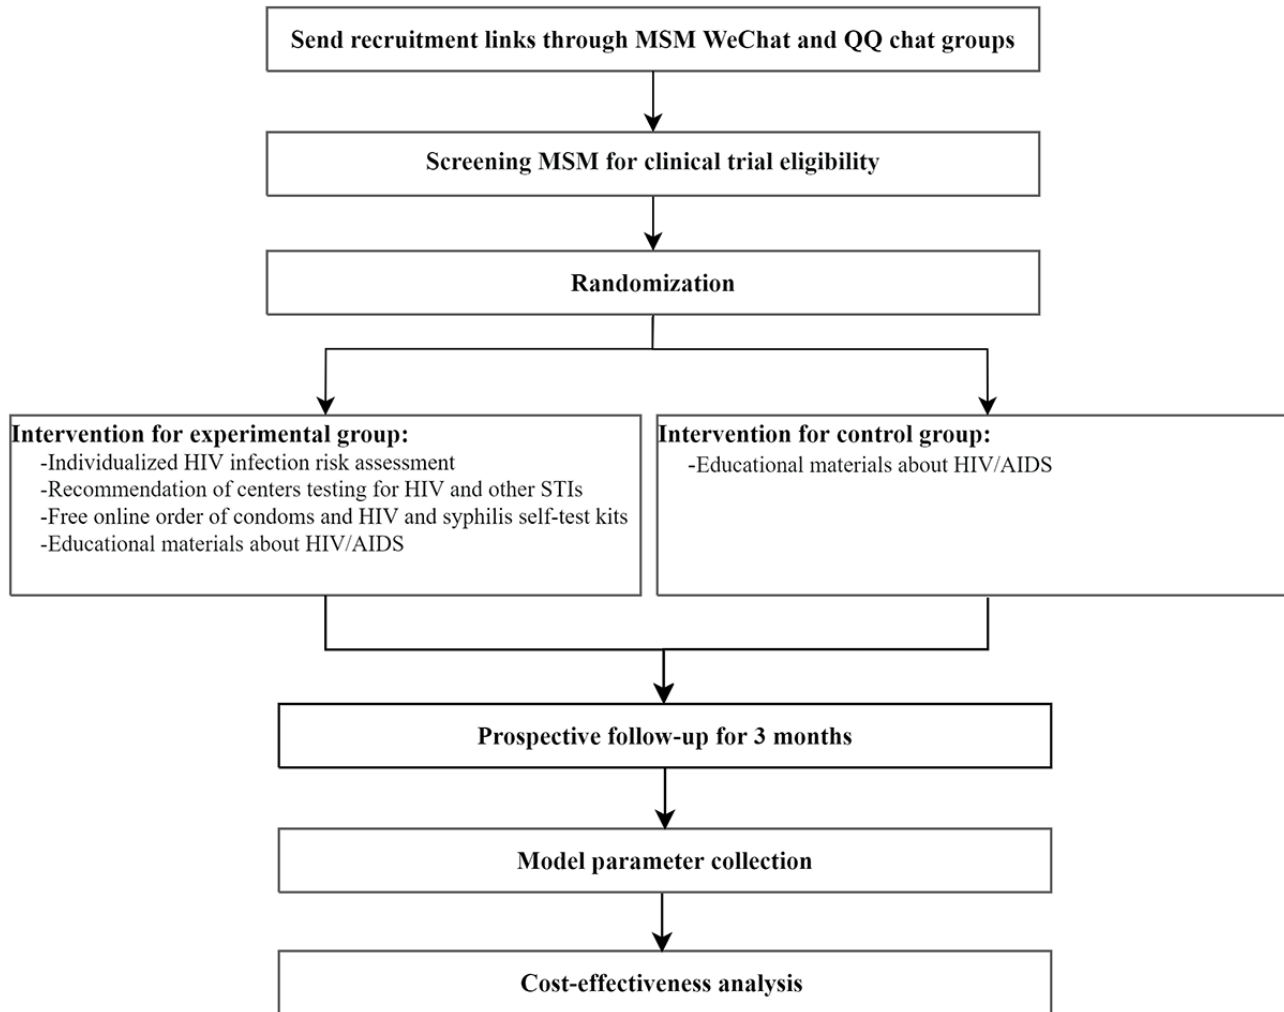 Send recruitment links through MSM WeChat and QQ chat groups
Screening MSM for clinical trial eligibility
Randomization
Intervention for experimental group:
-Individualized HIV infection risk assessment
-Recommendation of centers testing for HIV and other STIs
-Free online order of condoms and HIV and syphilis self-test kits
-Educational materials about HIV/AIDS
Intervention for control group:
-Educational materials about HIV/AIDS
Prospective follow-up for 3 months
Model parameter collection
Cost-effectiveness analysis